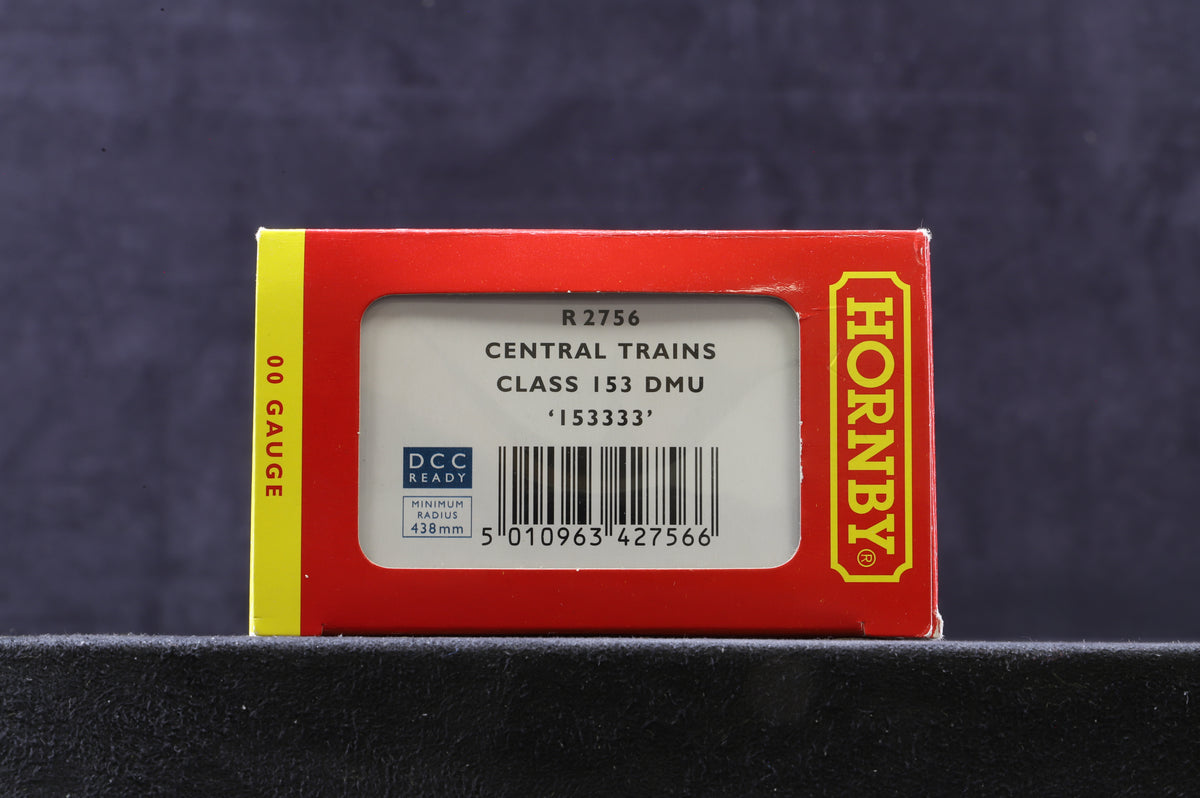 00 GAUGE
R2756
CENTRAL TRAINS
CLASS 153 DMU
‘153333’
DCC
READY
MINIMUM
RADIUS
438mm
5 010963 427566
HORNBY®